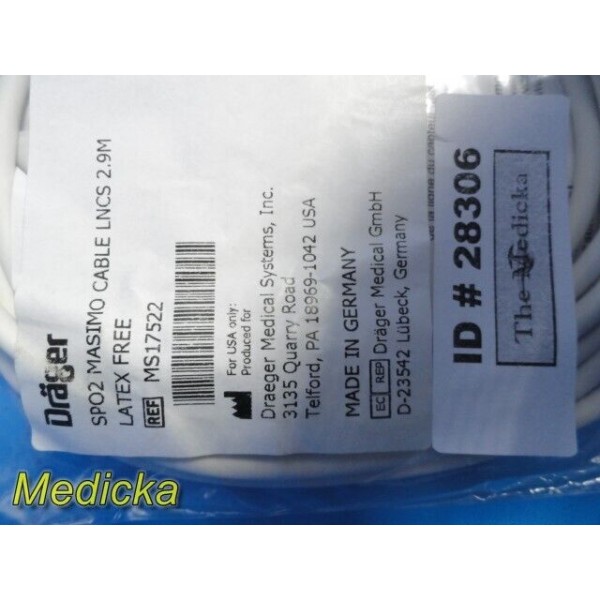 Dräger
SPO2 MASIMO CABLE LNCS 2.9M
LATEX FREE
REF MS17522
For USA only:
Produced for
Draeger Medical Systems, Inc.
3135 Quarry Road
Telford, PA 18969-1042 USA
MADE IN GERMANY
EC REP Dräger Medical GmbH
D-23542 Lübeck, Germany
ID # 28306
The Medicka
Medicka